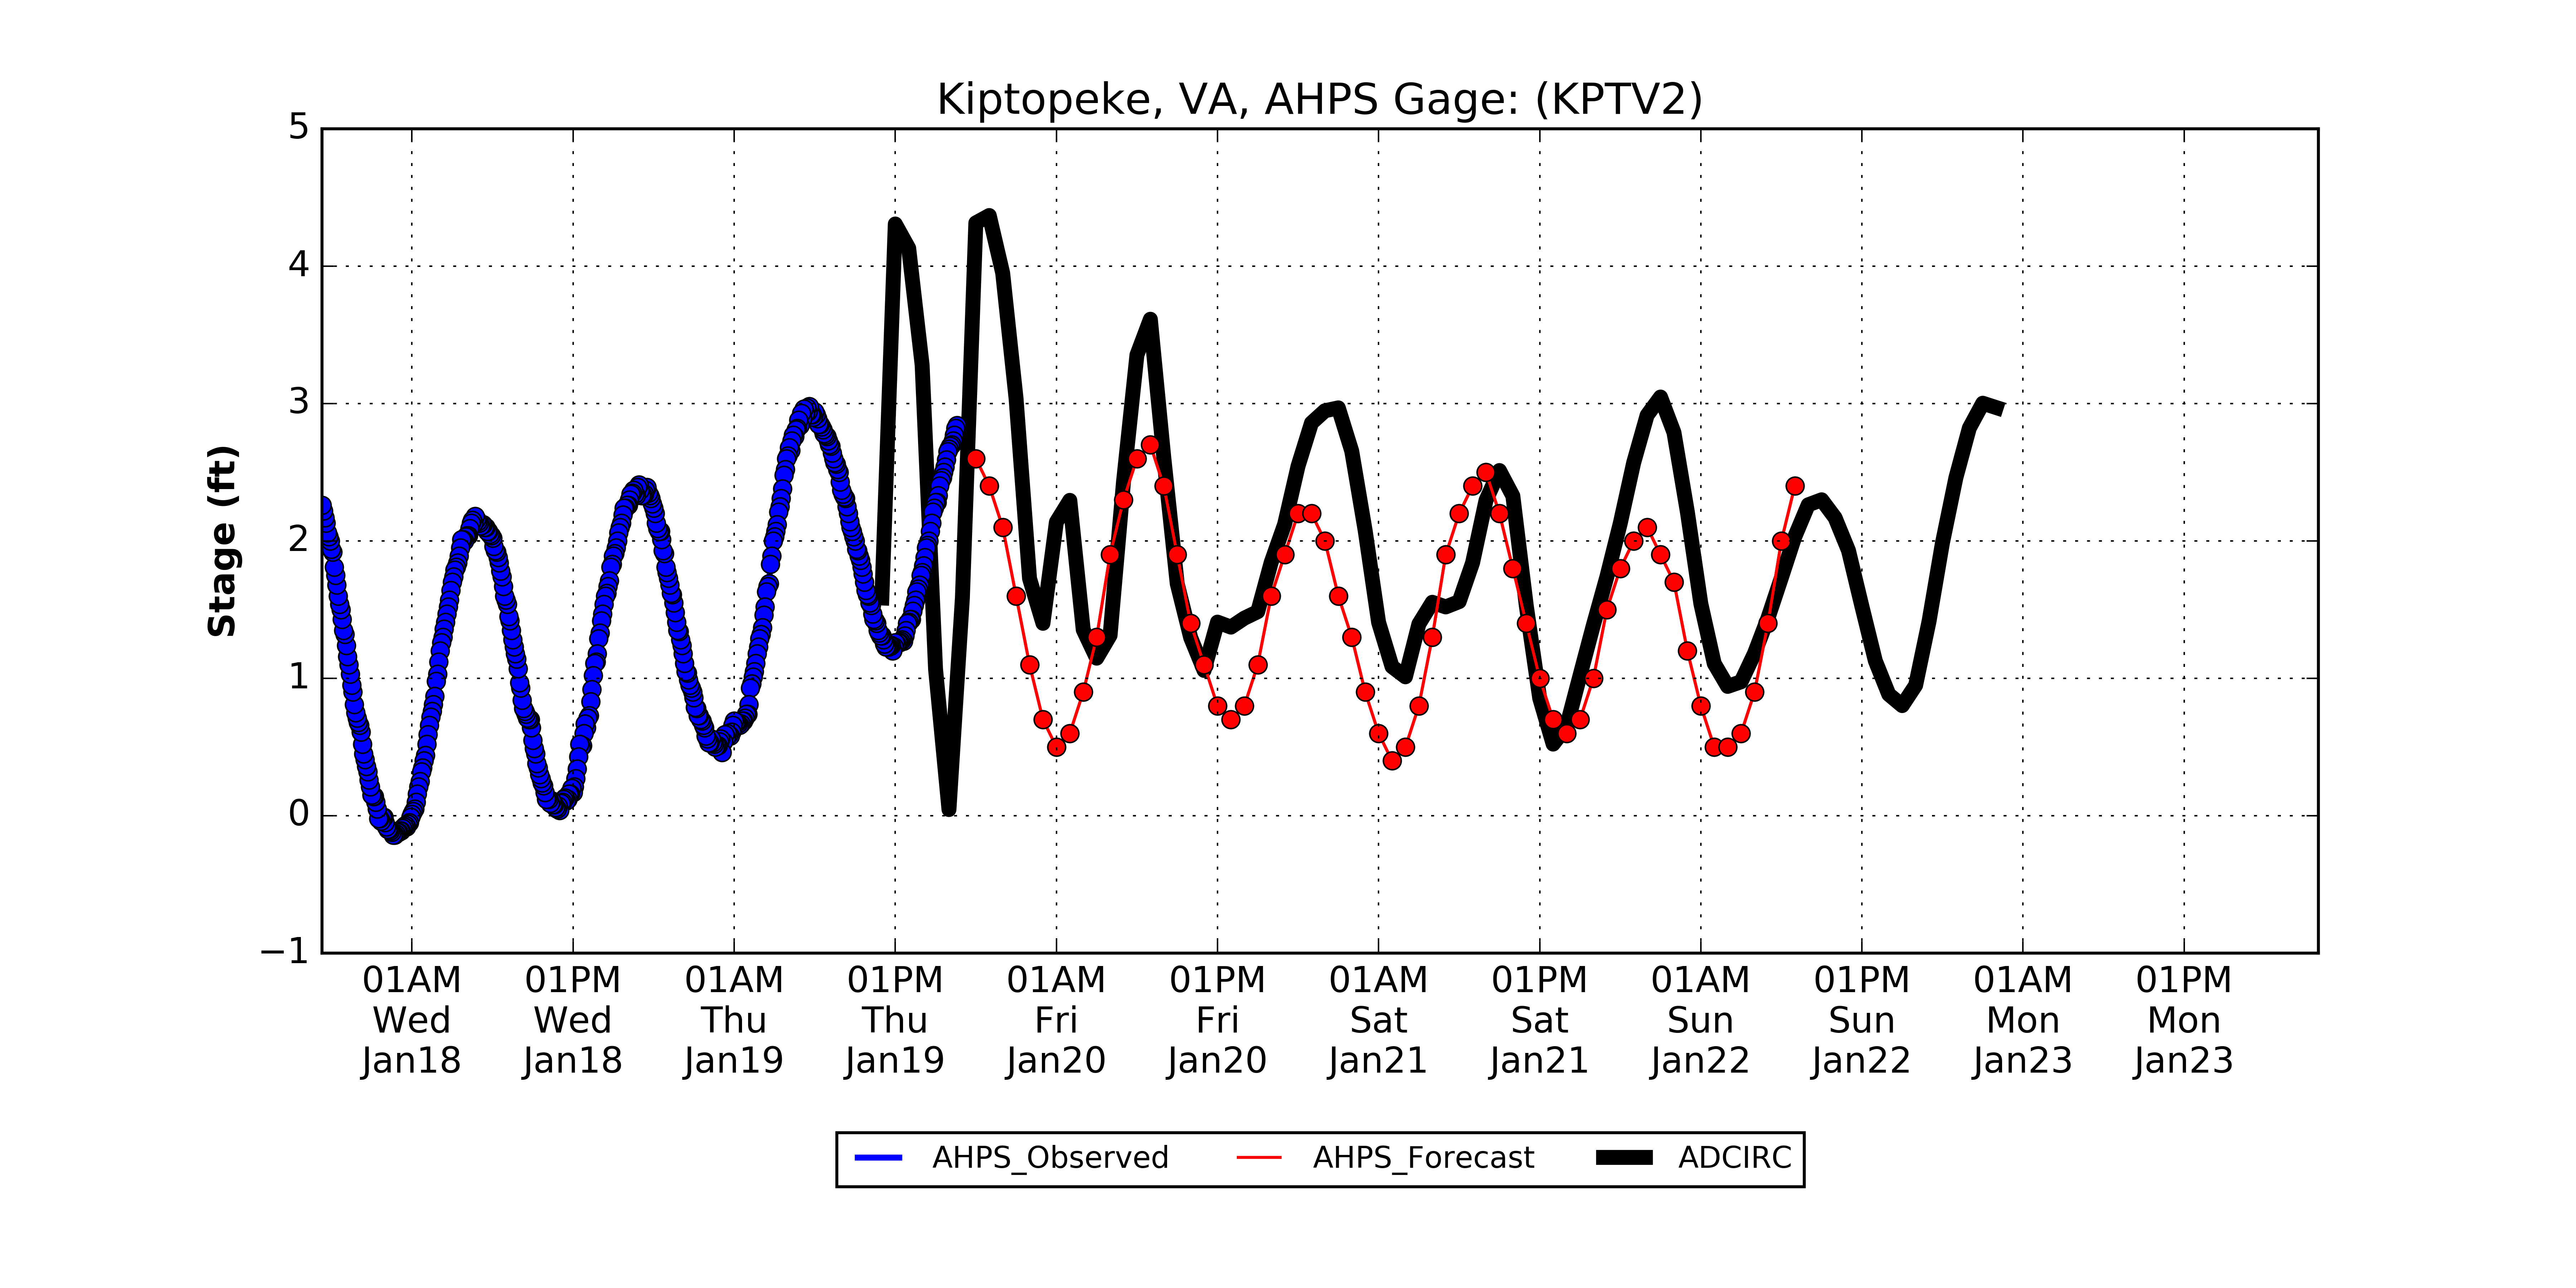 Kiptopeke, VA, AHPS Gage: (KPTV2)
5
4
3
2
1
0
−1
Stage (ft)
01AM 01PM 01AM 01PM 01AM 01PM 01AM 01PM 01AM 01PM 01AM 01PM
Wed Wed Thu Thu Fri Fri Sat Sat Sun Sun Mon Mon
Jan18 Jan18 Jan19 Jan19 Jan20 Jan20 Jan21 Jan21 Jan22 Jan22 Jan23 Jan23
AHPS_Observed AHPS_Forecast ADCIRC